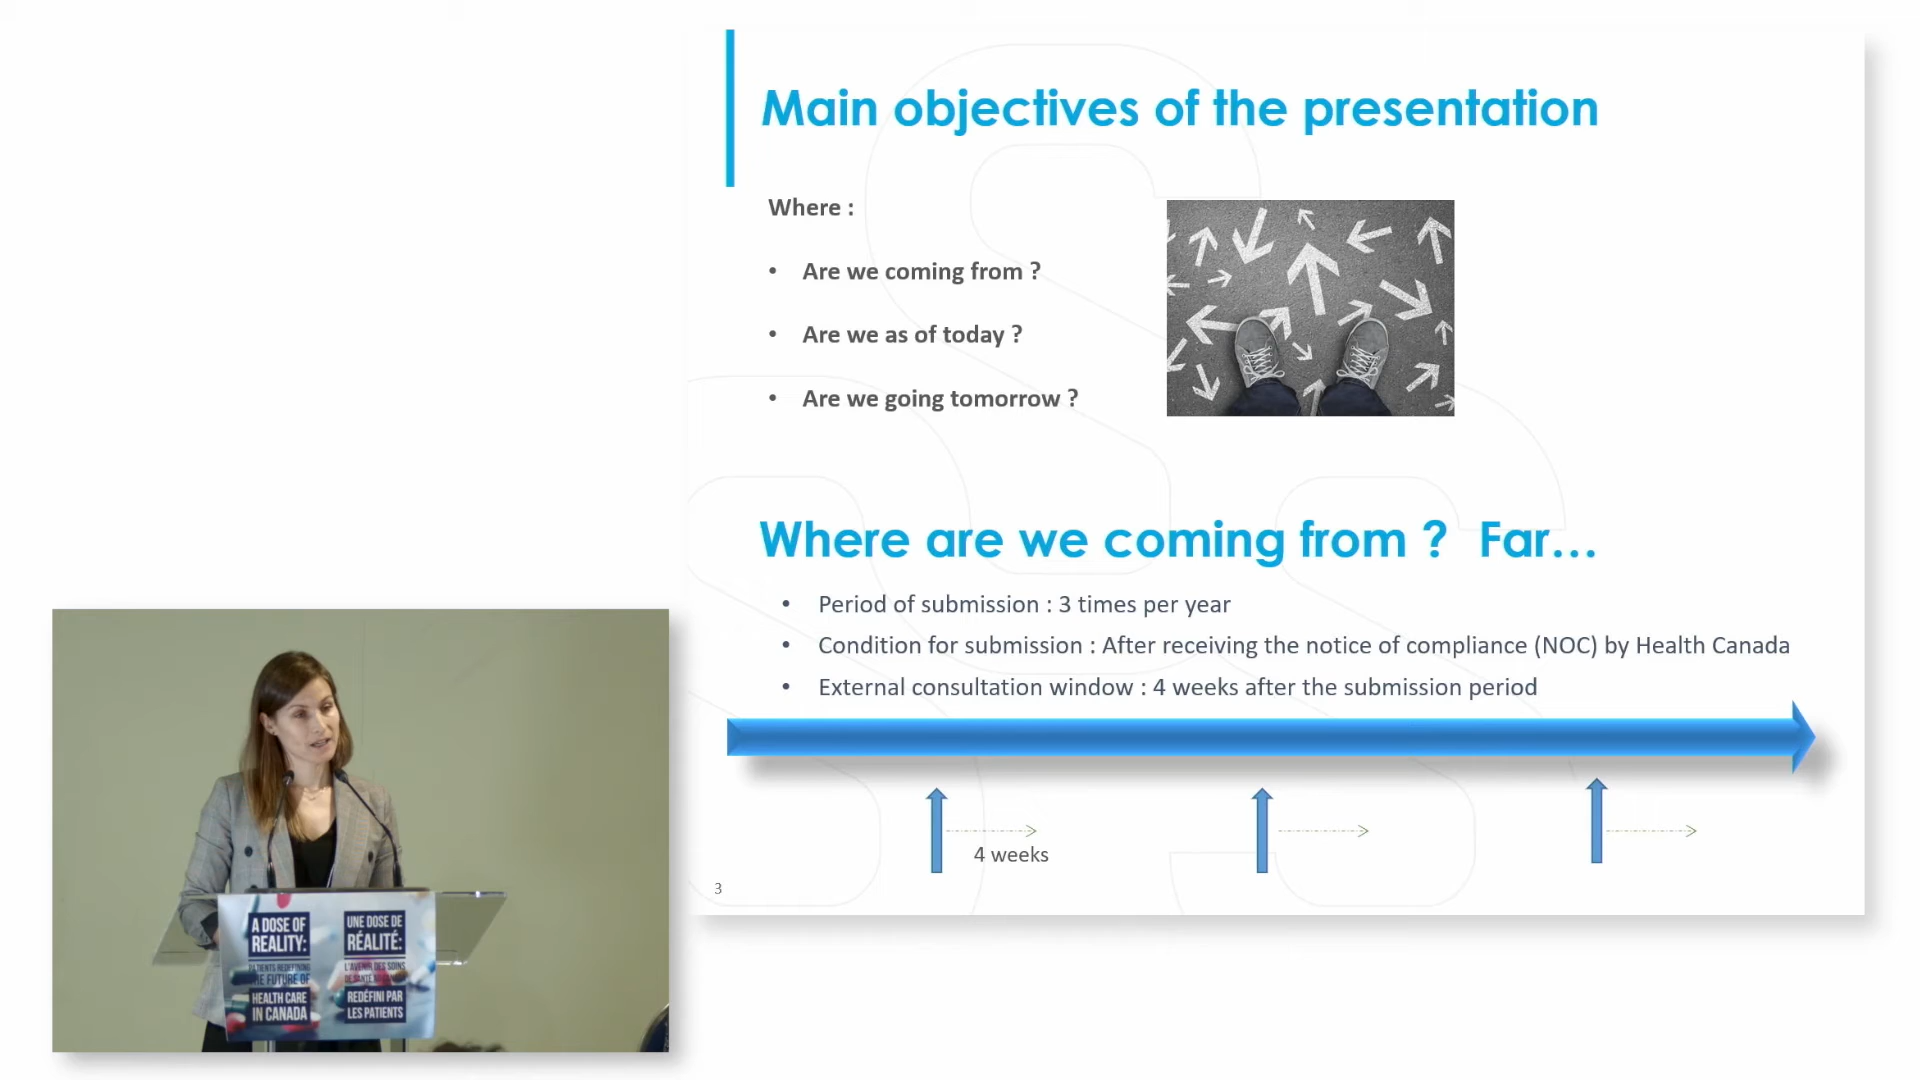 Main objectives of the presentation
Where :
• Are we coming from ?
• Are we as of today ?
• Are we going tomorrow ?
Where are we coming from ? Far...
• Period of submission : 3 times per year
• Condition for submission : After receiving the notice of compliance (NOC) by Health Canada
• External consultation window : 4 weeks after the submission period
4 weeks
3
A DOSE OF
REALITY:
PATIENTS REDEFINING
THE FUTURE OF
HEALTH CARE
IN CANADA
UNE DOSE DE
RÉALITÉ:
L'AVENIR DES SOINS
DE SANTÉ AU CANADA
REDÉFINI PAR
LES PATIENTS